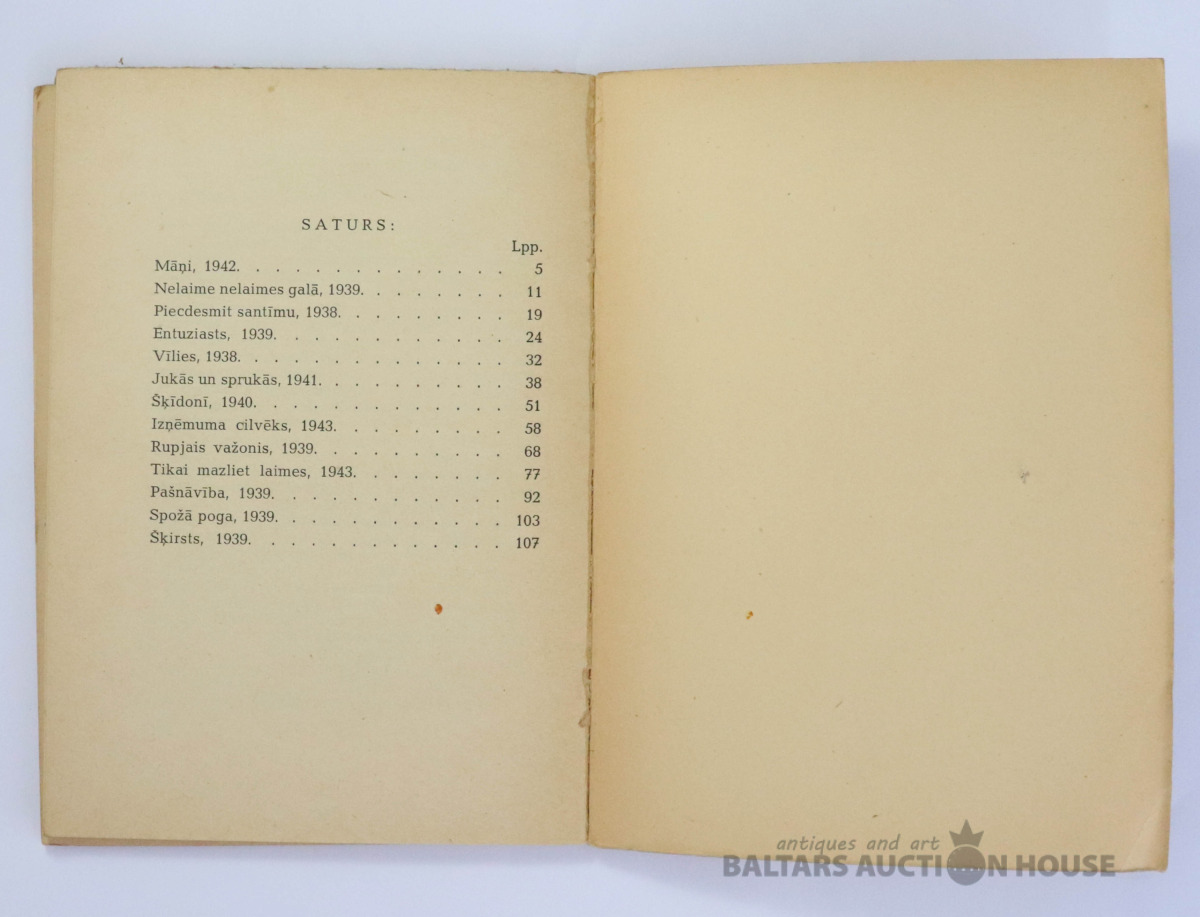 SATURS:
Lpp.
Māņi, 1942. . . . . . . . . . . . . . 5
Nelaime nelaimes galā, 1939. . . . . . . . 11
Piecdesmit santīmu, 1938. . . . . . . . . 19
Entuziasts, 1939. . . . . . . . . . . . 24
Vīlies, 1938. . . . . . . . . . . . . . 32
Jukās un sprukās, 1941. . . . . . . . . . 38
Šķīdonī, 1940. . . . . . . . . . . . . 51
Izņēmuma cilvēks, 1943. . . . . . . . . 58
Rupjais važonis, 1939. . . . . . . . . . 68
Tikai mazliet laimes, 1943. . . . . . . . 77
Pašnāvība, 1939. . . . . . . . . . . . 92
Spožā poga, 1939. . . . . . . . . . . . 103
Šķirsts, 1939. . . . . . . . . . . . . 107
antiques and art
BALTARS AUCTION HOUSE